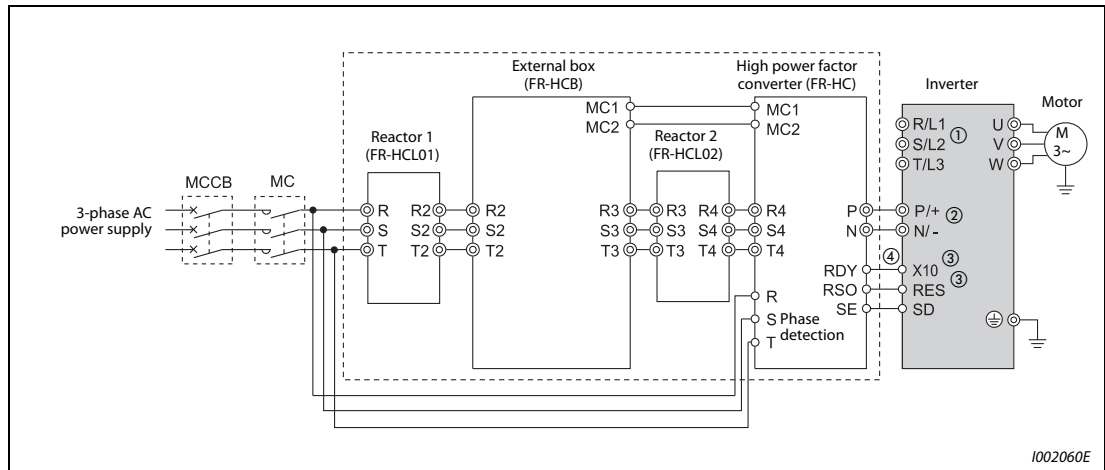 External box
(FR-HCB)
High power factor
converter (FR-HC)
Inverter
Motor
MC1
MC2
MC1
MC2
Reactor 1
(FR-HCL01)
Reactor 2
(FR-HCL02)
R/L1
S/L2
T/L3
①
U
V
W
M
3~
MCCB
MC
3-phase AC
power supply
R
S
T
R2
S2
T2
R2
S2
T2
R3
S3
T3
R3
S3
T3
R4
S4
T4
R4
S4
T4
P
N
P/+
N/-
②
RDY
RSO
SE
④
X10
RES
SD
③
③
R
S
T
Phase
detection
I002060E